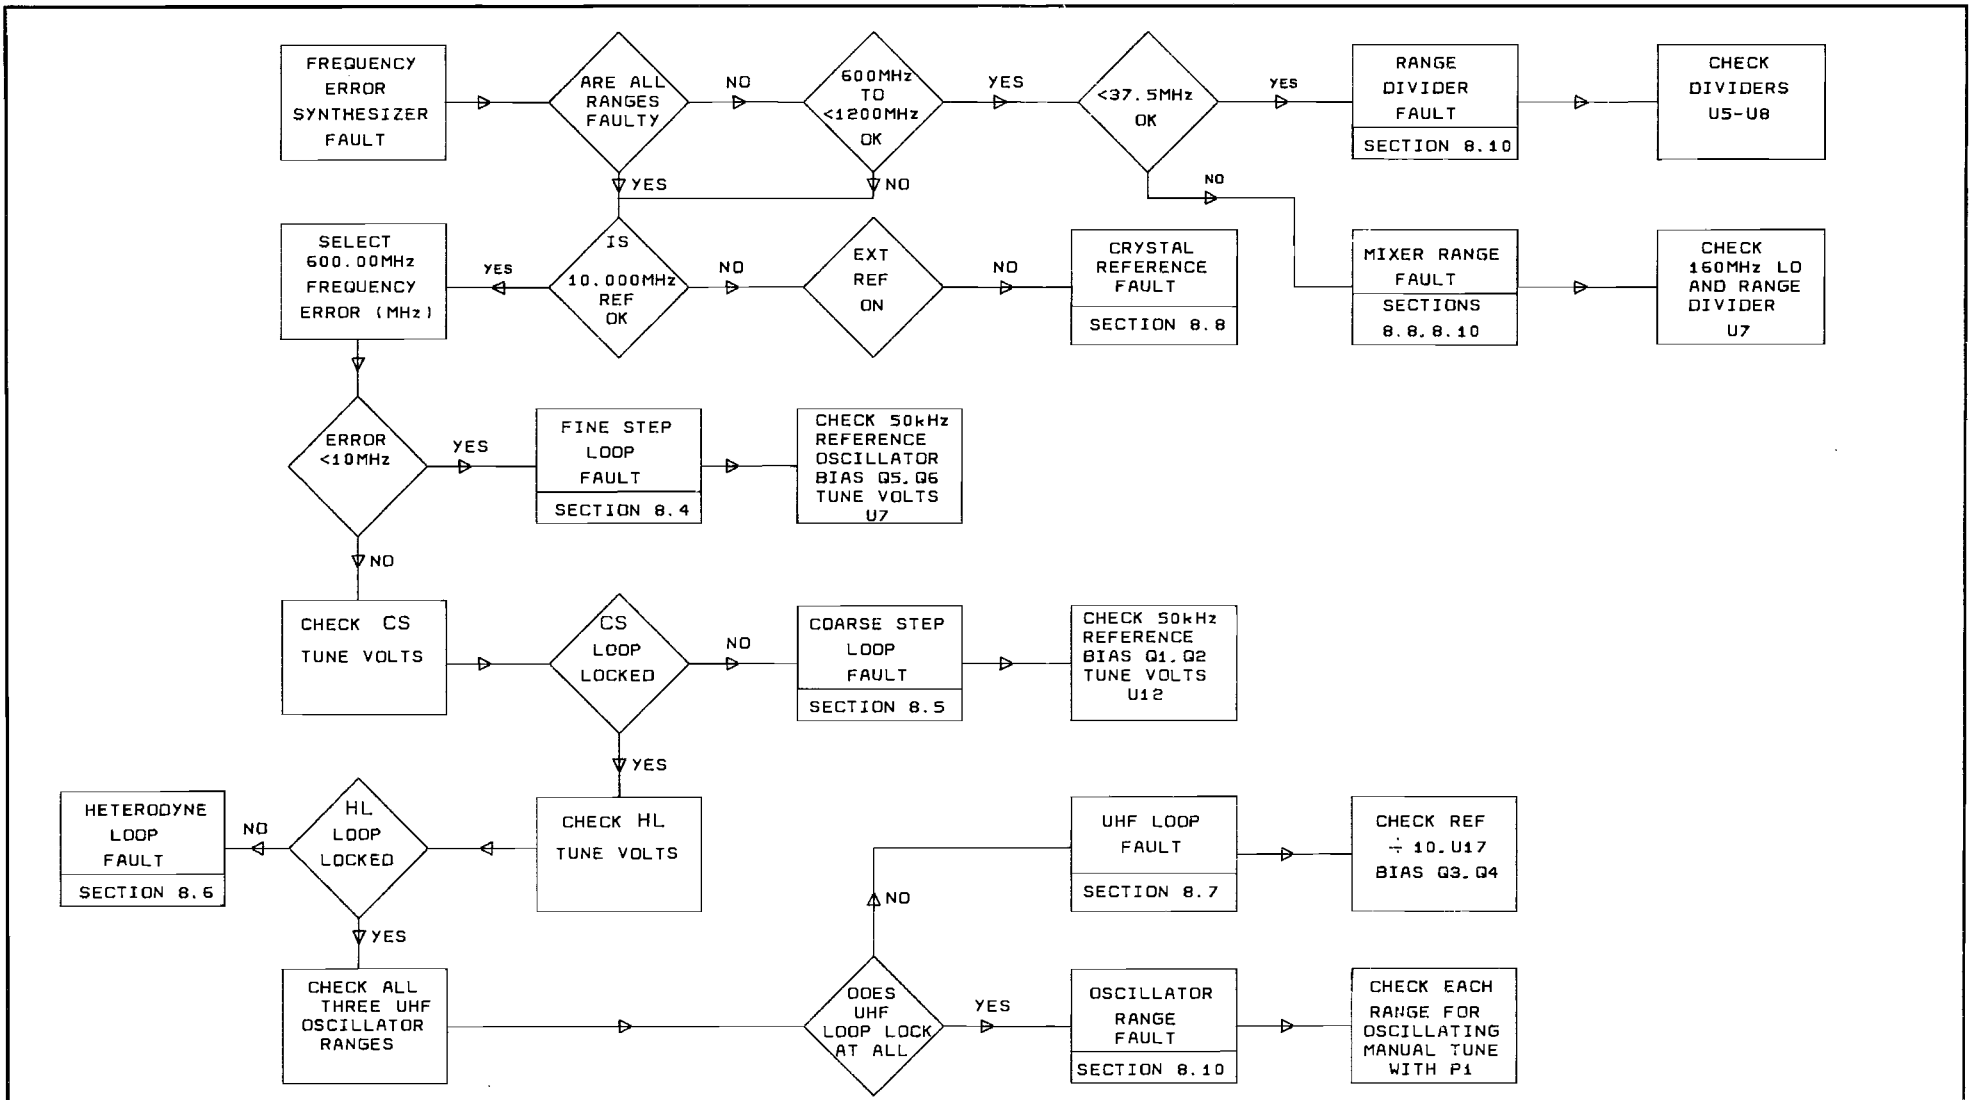 FREQUENCY
ERROR
SYNTHESIZER
FAULT
ARE ALL
RANGES
FAULTY
NO
YES
600MHz
TO
<1200MHz
OK
YES
NO
<37.5MHz
OK
YES
NO
RANGE
DIVIDER
FAULT
SECTION 8.10
CHECK
DIVIDERS
U5-U8
SELECT
600.00MHz
FREQUENCY
ERROR (MHz)
YES
IS
10.000MHz
REF
OK
NO
EXT
REF
ON
NO
CRYSTAL
REFERENCE
FAULT
SECTION 8.8
MIXER RANGE
FAULT
SECTIONS
8.8.8.10
CHECK
160MHz LO
AND RANGE
DIVIDER
U7
ERROR
<10MHz
YES
NO
FINE STEP
LOOP
FAULT
SECTION 8.4
CHECK 50kHz
REFERENCE
OSCILLATOR
BIAS Q5.Q6
TUNE VOLTS
U7
CHECK CS
TUNE VOLTS
CS
LOOP
LOCKED
NO
YES
COARSE STEP
LOOP
FAULT
SECTION 8.5
CHECK 50kHz
REFERENCE
BIAS Q1.Q2
TUNE VOLTS
U12
HETERODYNE
LOOP
FAULT
SECTION 8.6
NO
HL
LOOP
LOCKED
YES
CHECK HL
TUNE VOLTS
UHF LOOP
FAULT
SECTION 8.7
CHECK REF
÷ 10.U17
BIAS Q3.Q4
NO
CHECK ALL
THREE UHF
OSCILLATOR
RANGES
DOES
UHF
LOOP LOCK
AT ALL
YES
OSCILLATOR
RANGE
FAULT
SECTION 8.10
CHECK EACH
RANGE FOR
OSCILLATING
MANUAL TUNE
WITH P1